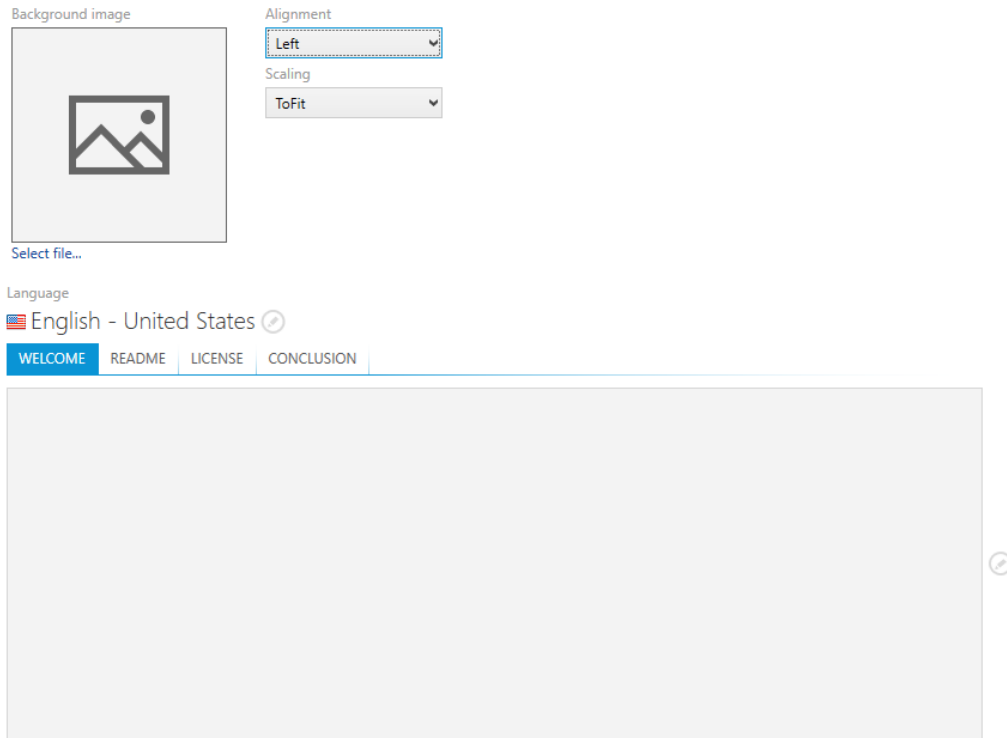 Background image
Alignment
Left
Scaling
ToFit
Select file...
Language
English - United States
WELCOME README LICENSE CONCLUSION